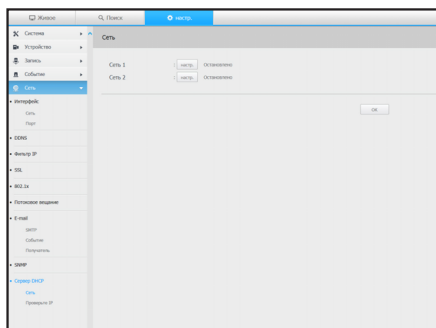 Живое
Поиск
настр.
Система
Устройство
Запись
Событие
Сеть
Интерфейс
Сеть
Порт
DDNS
Фильтр IP
SSL
802.1x
Потоковое вещание
E-mail
SMTP
Событие
Получатель
SNMP
Сервер DHCP
Сеть
Проверьте IP
Сеть
Сеть 1 : настр. Остановлено
Сеть 2 : настр. Остановлено
OK